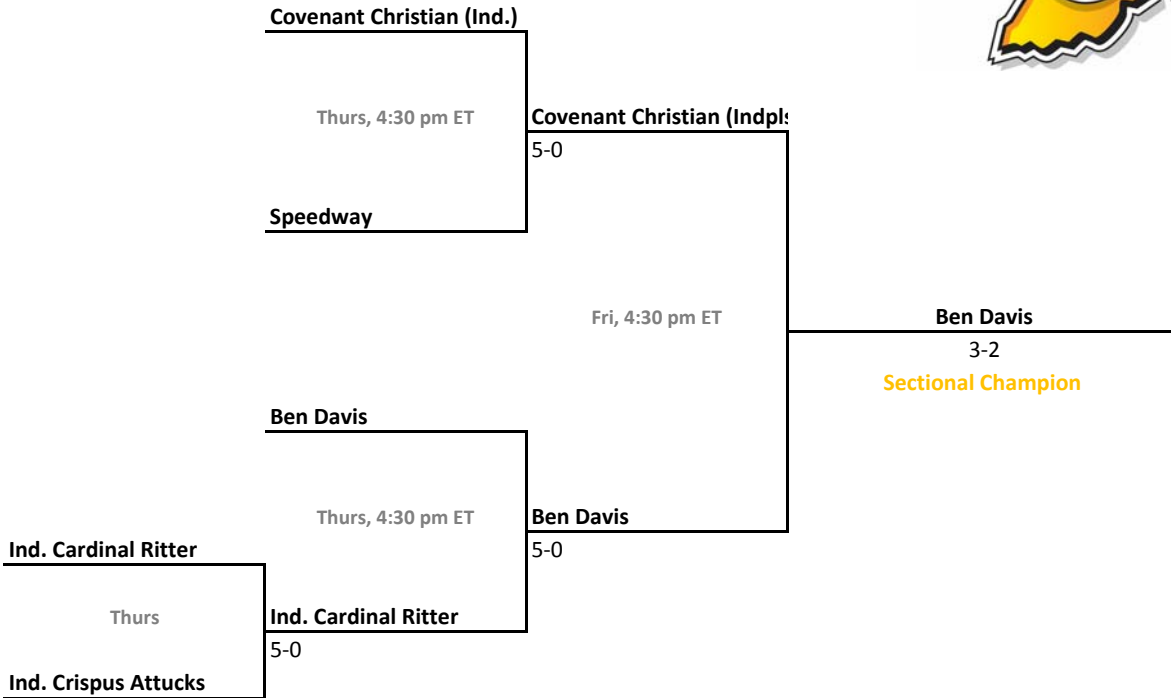 Covenant Christian (Ind.)
Thurs, 4:30 pm ET
Covenant Christian (Indpls
5-0
Speedway
Fri, 4:30 pm ET
Ben Davis
3-2
Sectional Champion
Ben Davis
Thurs, 4:30 pm ET
Ben Davis
5-0
Ind. Cardinal Ritter
Thurs
Ind. Cardinal Ritter
5-0
Ind. Crispus Attucks